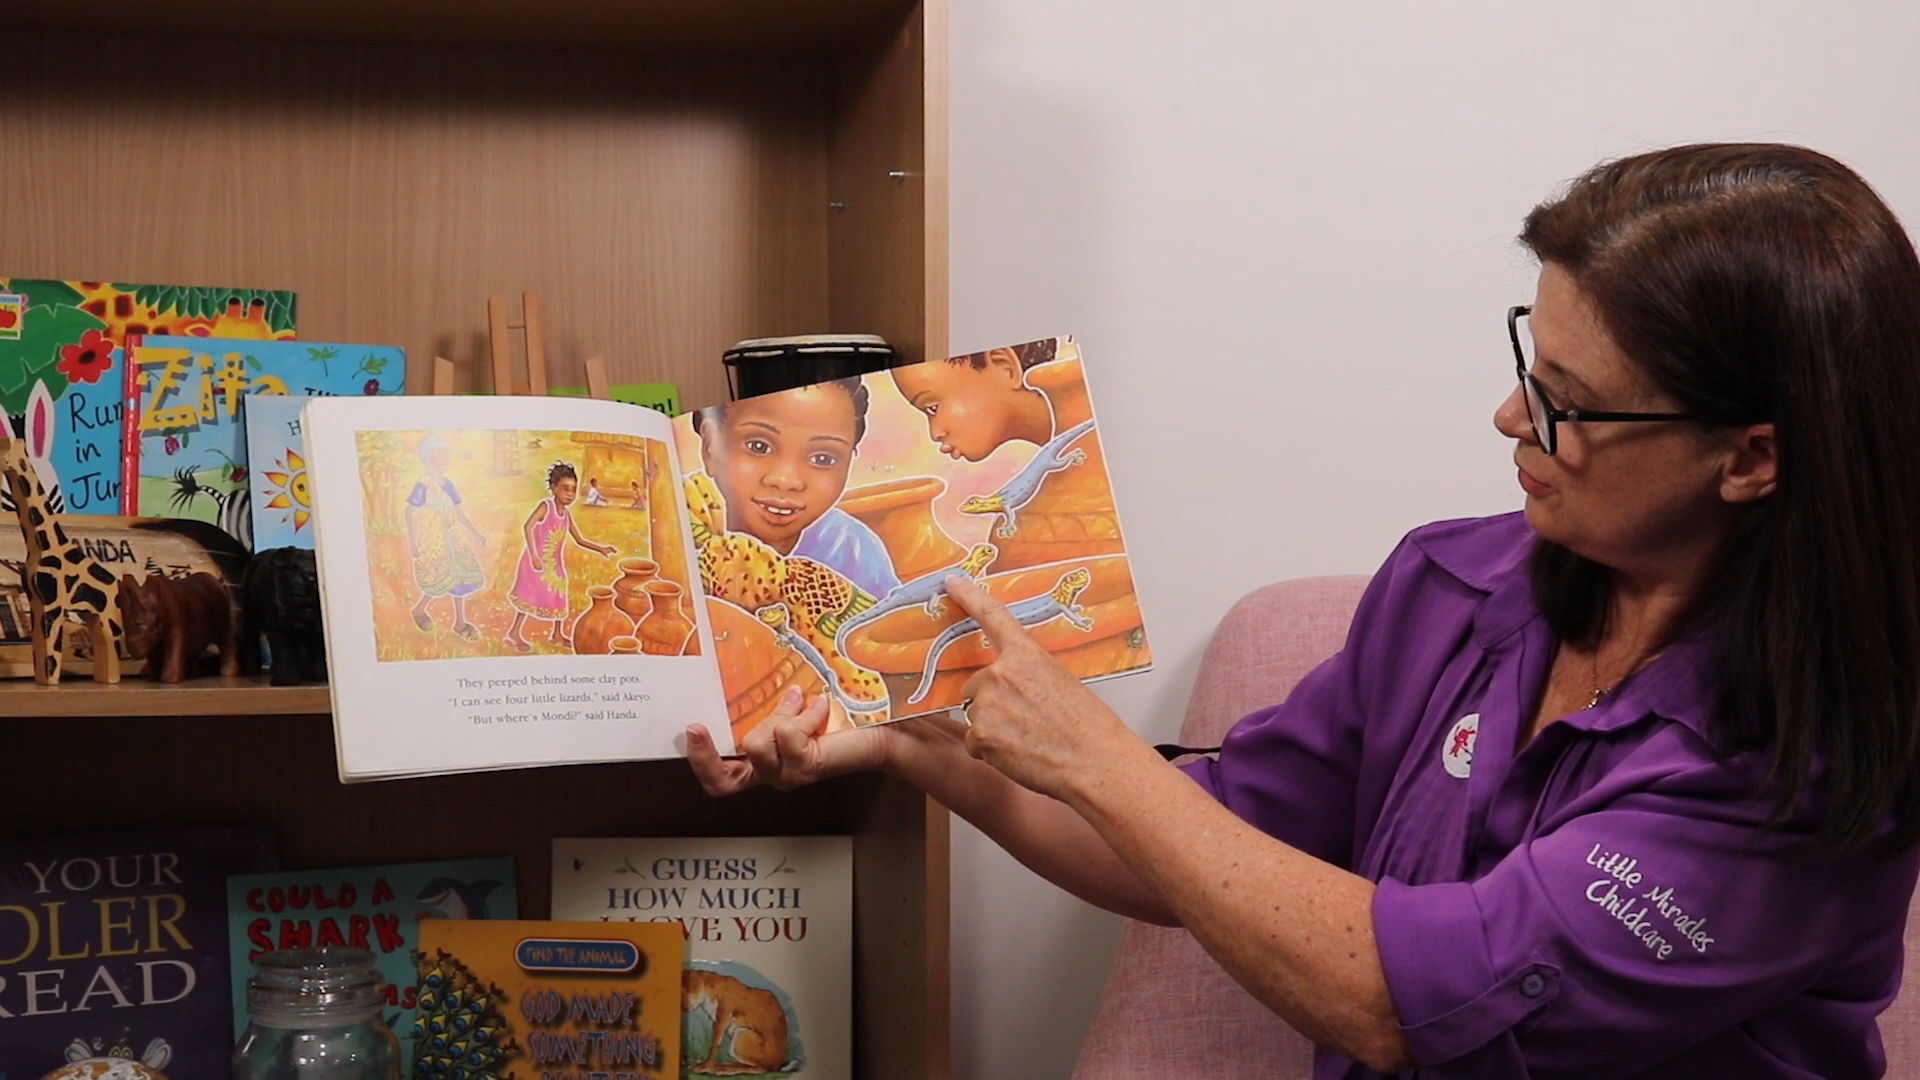 Run
in
Jun
Zita
They peeped behind some clay pots.
"I can see four little lizards," said Akeyo.
"But where's Mondi?" said Handa.
YOUR
READ
COULD A
SHARK
GUESS
HOW MUCH
I LOVE YOU
FIND THE ANIMAL
GOD MADE
SOMETHING
Little Miracles
Childcare